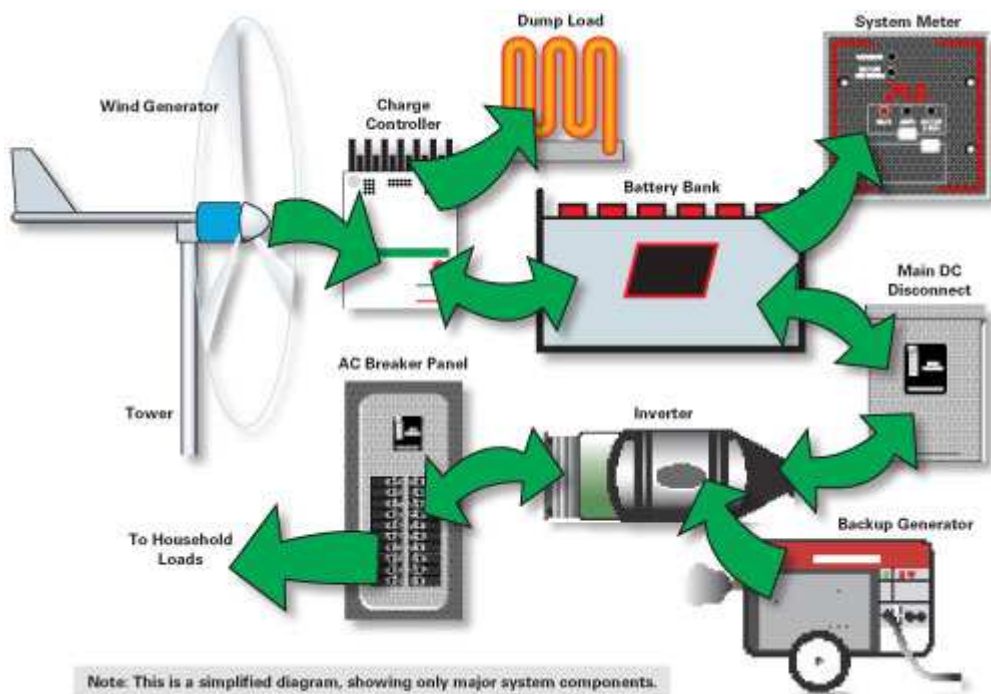 Dump Load
System Meter
Wind Generator
Charge
Controller
Battery Bank
Main DC
Disconnect
AC Breaker Panel
Tower
Inverter
To Household
Loads
Backup Generator
Note: This is a simplified diagram, showing only major system components.